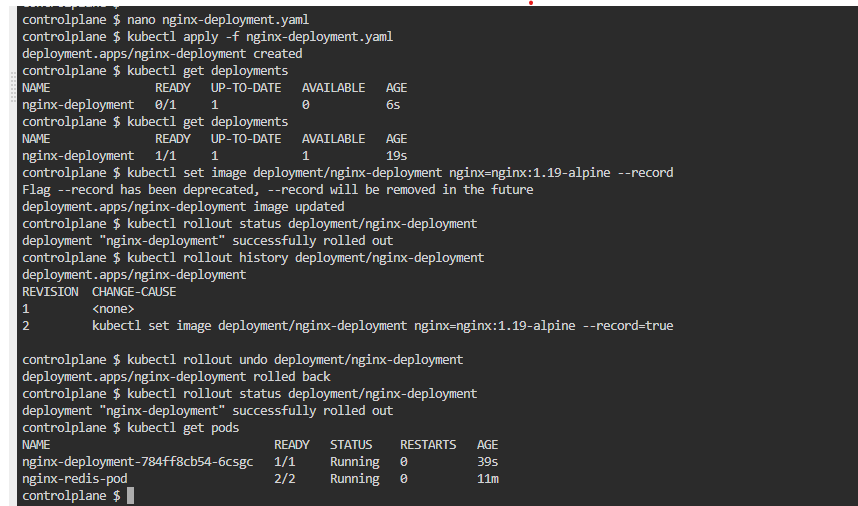 controlplane $ nano nginx-deployment.yaml
controlplane $ kubectl apply -f nginx-deployment.yaml
deployment.apps/nginx-deployment created
controlplane $ kubectl get deployments
NAME READY UP-TO-DATE AVAILABLE AGE
nginx-deployment 0/1 1 0 6s
controlplane $ kubectl get deployments
NAME READY UP-TO-DATE AVAILABLE AGE
nginx-deployment 1/1 1 1 19s
controlplane $ kubectl set image deployment/nginx-deployment nginx=nginx:1.19-alpine --record
Flag --record has been deprecated, --record will be removed in the future
deployment.apps/nginx-deployment image updated
controlplane $ kubectl rollout status deployment/nginx-deployment
deployment "nginx-deployment" successfully rolled out
controlplane $ kubectl rollout history deployment/nginx-deployment
deployment.apps/nginx-deployment
REVISION CHANGE-CAUSE
1 <none>
2 kubectl set image deployment/nginx-deployment nginx=nginx:1.19-alpine --record=true
controlplane $ kubectl rollout undo deployment/nginx-deployment
deployment.apps/nginx-deployment rolled back
controlplane $ kubectl rollout status deployment/nginx-deployment
deployment "nginx-deployment" successfully rolled out
controlplane $ kubectl get pods
NAME READY STATUS RESTARTS AGE
nginx-deployment-784ff8cb54-6csgc 1/1 Running 0 39s
nginx-redis-pod 2/2 Running 0 11m
controlplane $